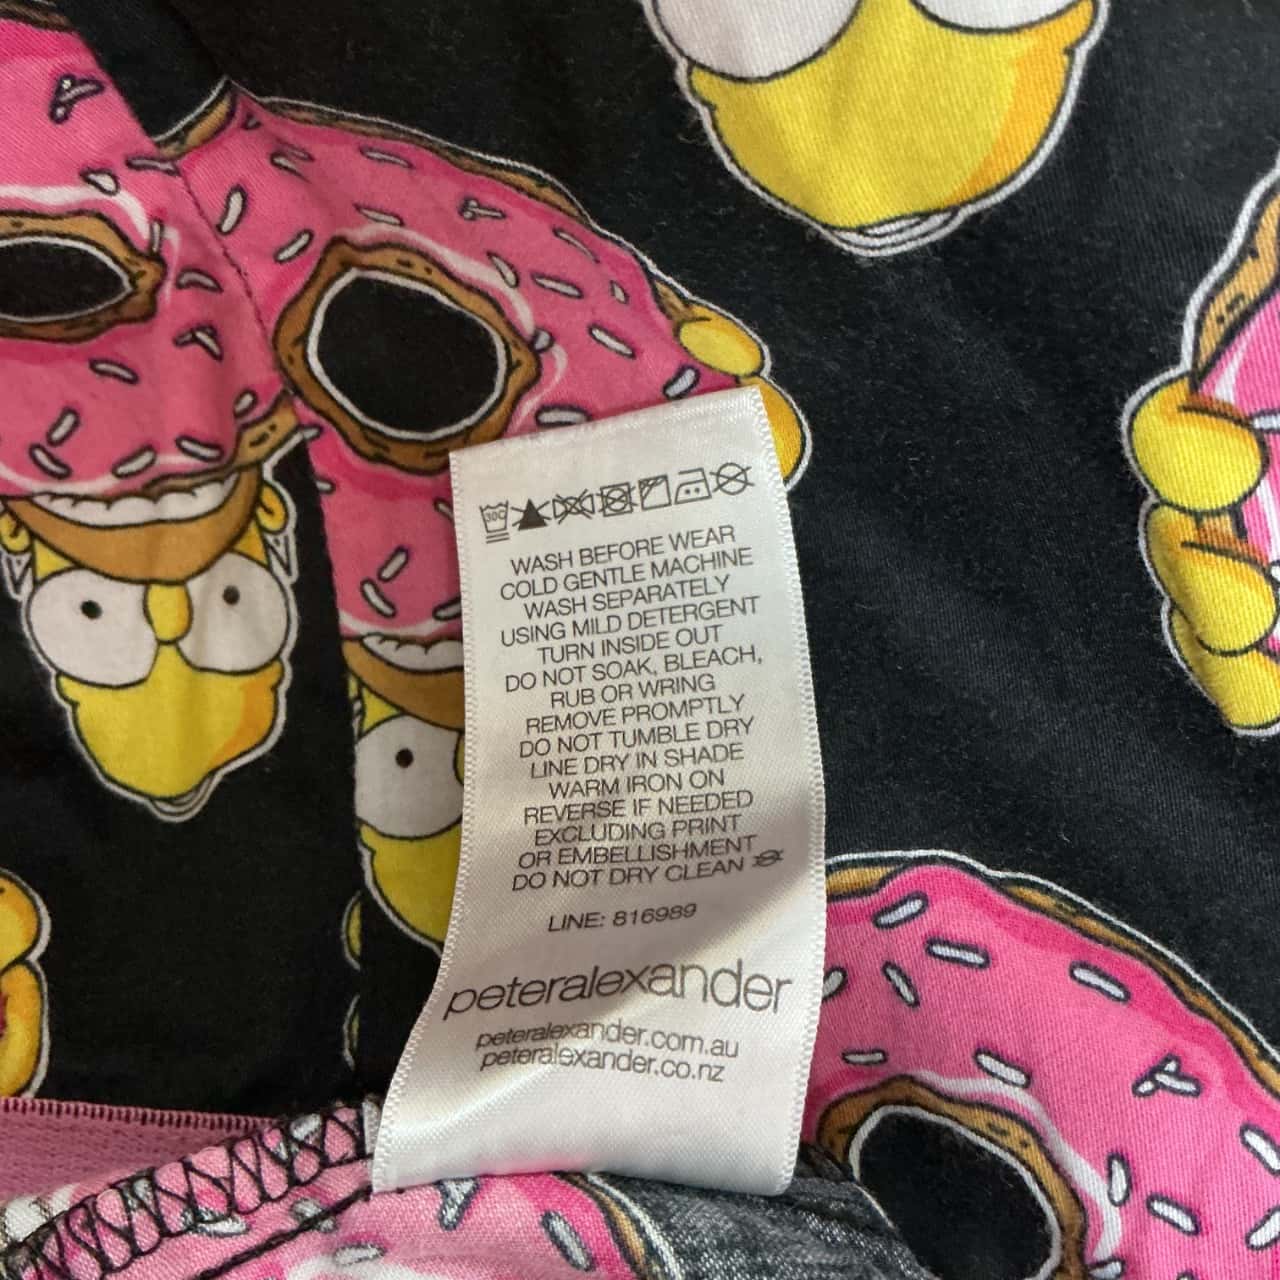 30C
WASH BEFORE WEAR
COLD GENTLE MACHINE
WASH SEPARATELY
USING MILD DETERGENT
TURN INSIDE OUT
DO NOT SOAK, BLEACH,
RUB OR WRING
REMOVE PROMPTLY
DO NOT TUMBLE DRY
LINE DRY IN SHADE
WARM IRON ON
REVERSE IF NEEDED
EXCLUDING PRINT
OR EMBELLISHMENT
DO NOT DRY CLEAN
LINE: 816989
peteralexander
peteralexander.com.au
peteralexander.co.nz